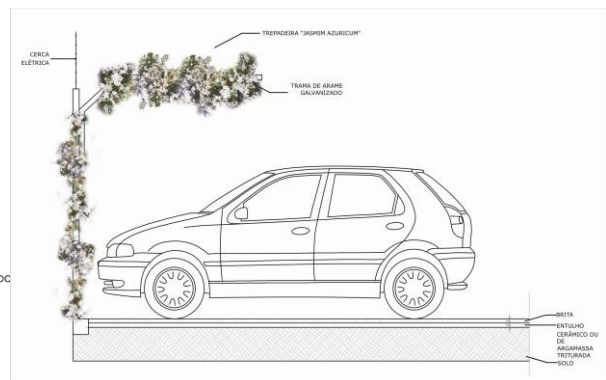 TREPADEIRA "JASMIM AZURICUM"
CERCA
ELÉTRICA
TRAMA DE ARAME
GALVANIZADO
BRITA
ENTULHO
CERÂMICO OU
DE
ARGAMASSA
TRITURADA
SOLO